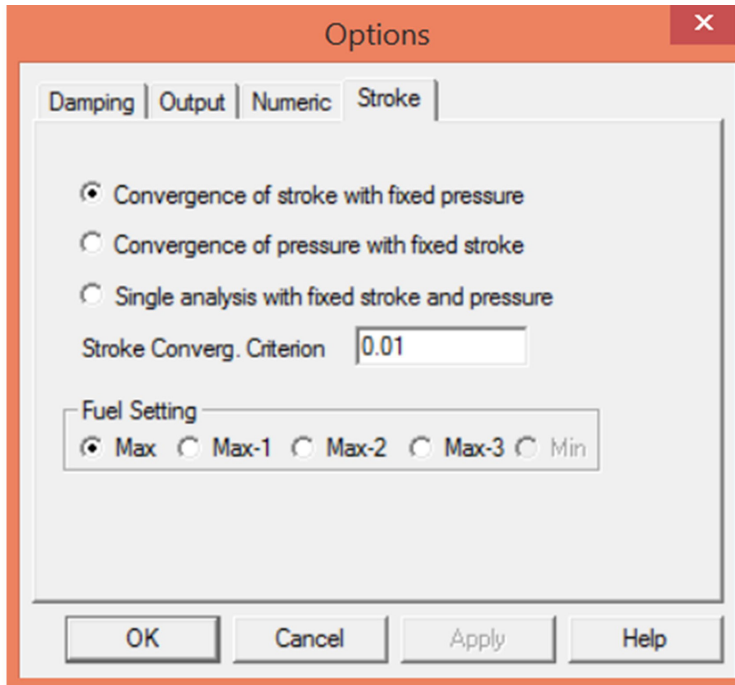 Options
Damping Output Numeric Stroke
Convergence of stroke with fixed pressure
Convergence of pressure with fixed stroke
Single analysis with fixed stroke and pressure
Stroke Converg. Criterion 0.01
Fuel Setting
Max Max-1 Max-2 Max-3 Min
OK Cancel Apply Help